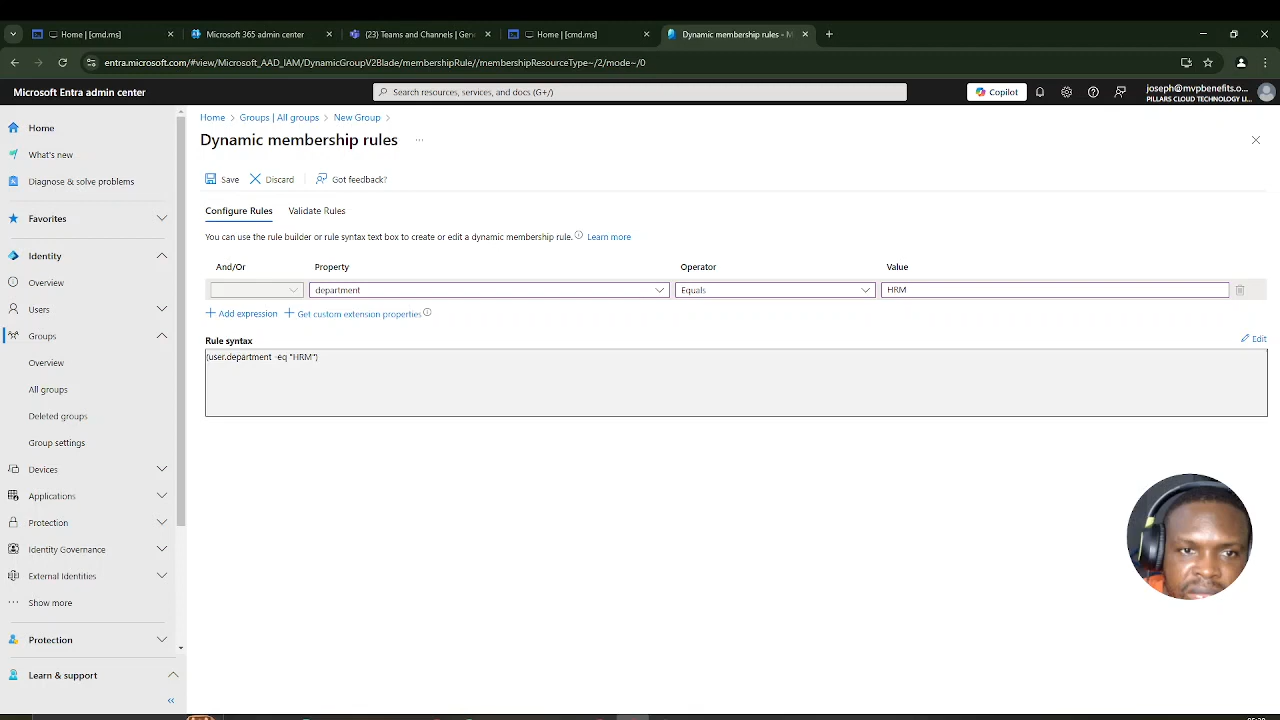 Home | [cmd.ms]
Microsoft 365 admin center
(23) Teams and Channels | Gen
Home | [cmd.ms]
Dynamic membership rules - M
entra.microsoft.com/#view/Microsoft_AAD_IAM/DynamicGroupV2Blade/membershipRule//membershipResourceType~/2/mode~/0
Microsoft Entra admin center
Search resources, services, and docs (G+/)
Copilot
joseph@mvpbenefits.o...
PILLARS CLOUD TECHNOLOGY LI...
Home
What's new
Diagnose & solve problems
Favorites
Identity
Overview
Users
Groups
Overview
All groups
Deleted groups
Group settings
Devices
Applications
Protection
Identity Governance
External Identities
Show more
Protection
Learn & support
Home > Groups | All groups > New Group >
Dynamic membership rules ...
Save
Discard
Got feedback?
Configure Rules
Validate Rules
You can use the rule builder or rule syntax text box to create or edit a dynamic membership rule. Learn more
And/Or
Property
Operator
Value
department
Equals
HRM
+ Add expression
+ Get custom extension properties
Rule syntax
Edit
(user.department -eq "HRM")